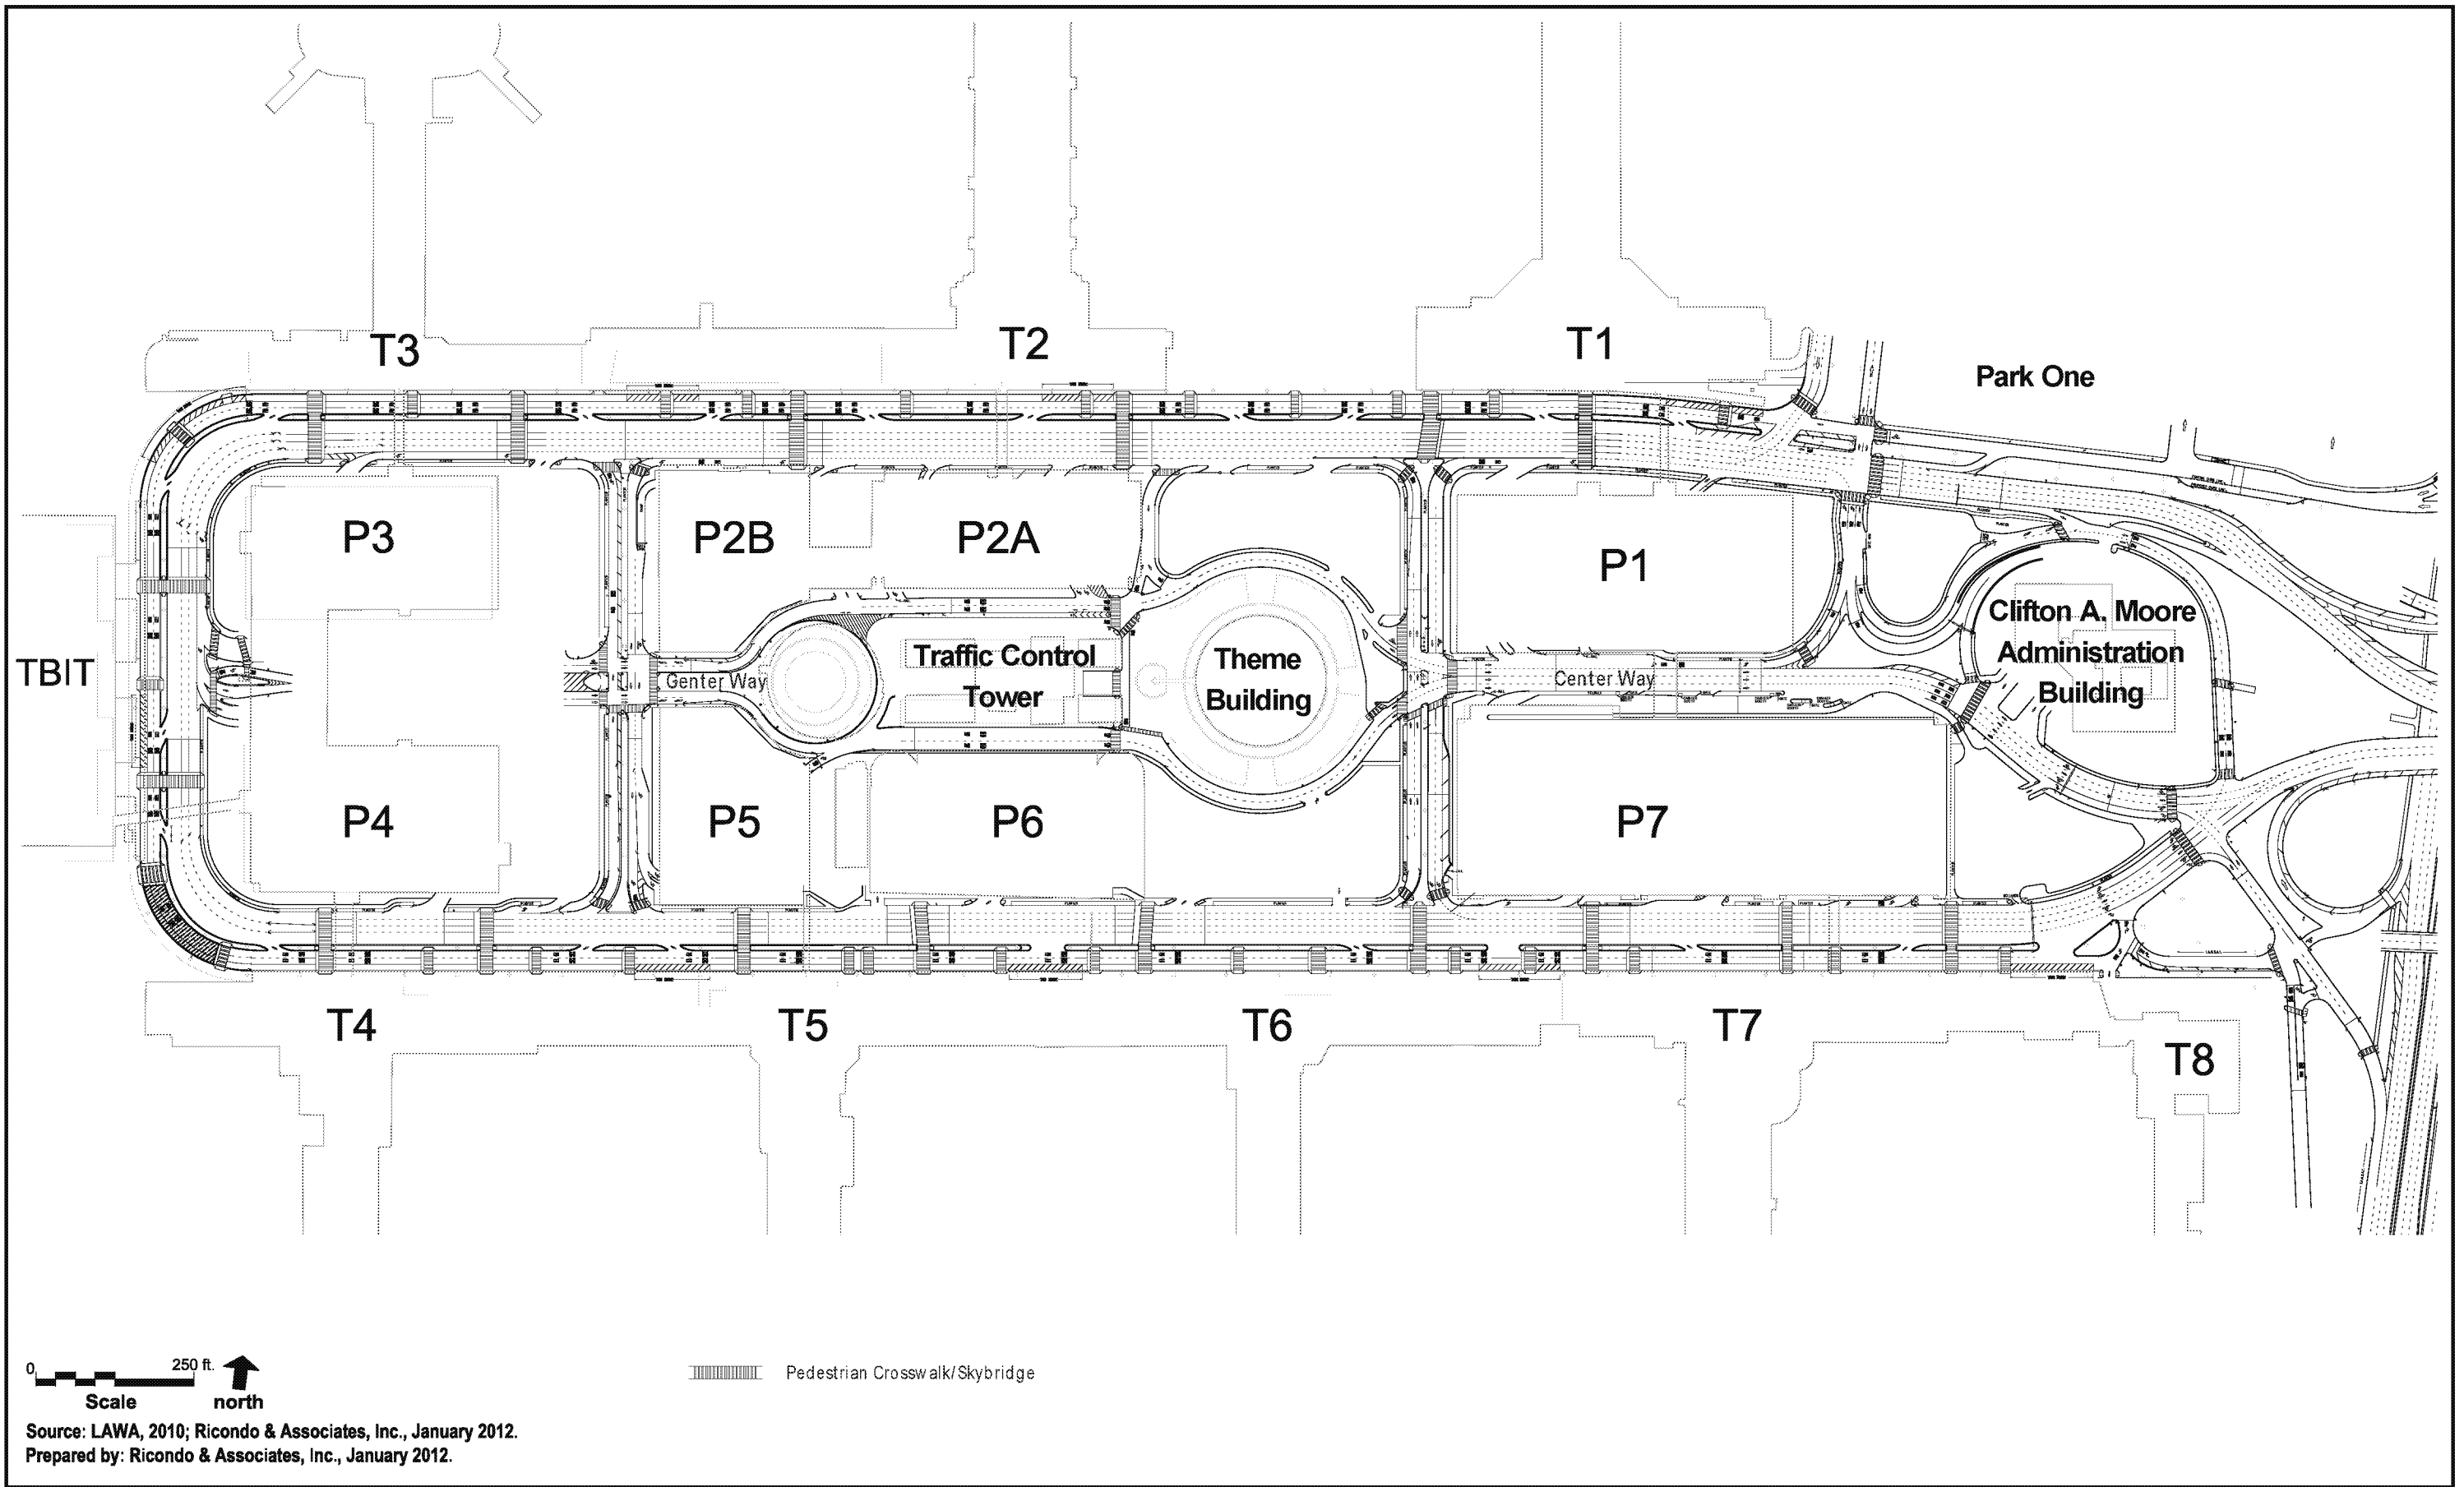 T3
T2
T1
Park One
P3
P2B
P2A
P1
Clifton A. Moore
Administration
Building
TBIT
Center Way
Traffic Control
Tower
Theme
Building
Center Way
P4
P5
P6
P7
T4
T5
T6
T7
T8
0
250 ft.
Scale
north
Pedestrian Crosswalk/Skybridge
Source: LAWA, 2010; Ricondo & Associates, Inc., January 2012.
Prepared by: Ricondo & Associates, Inc., January 2012.